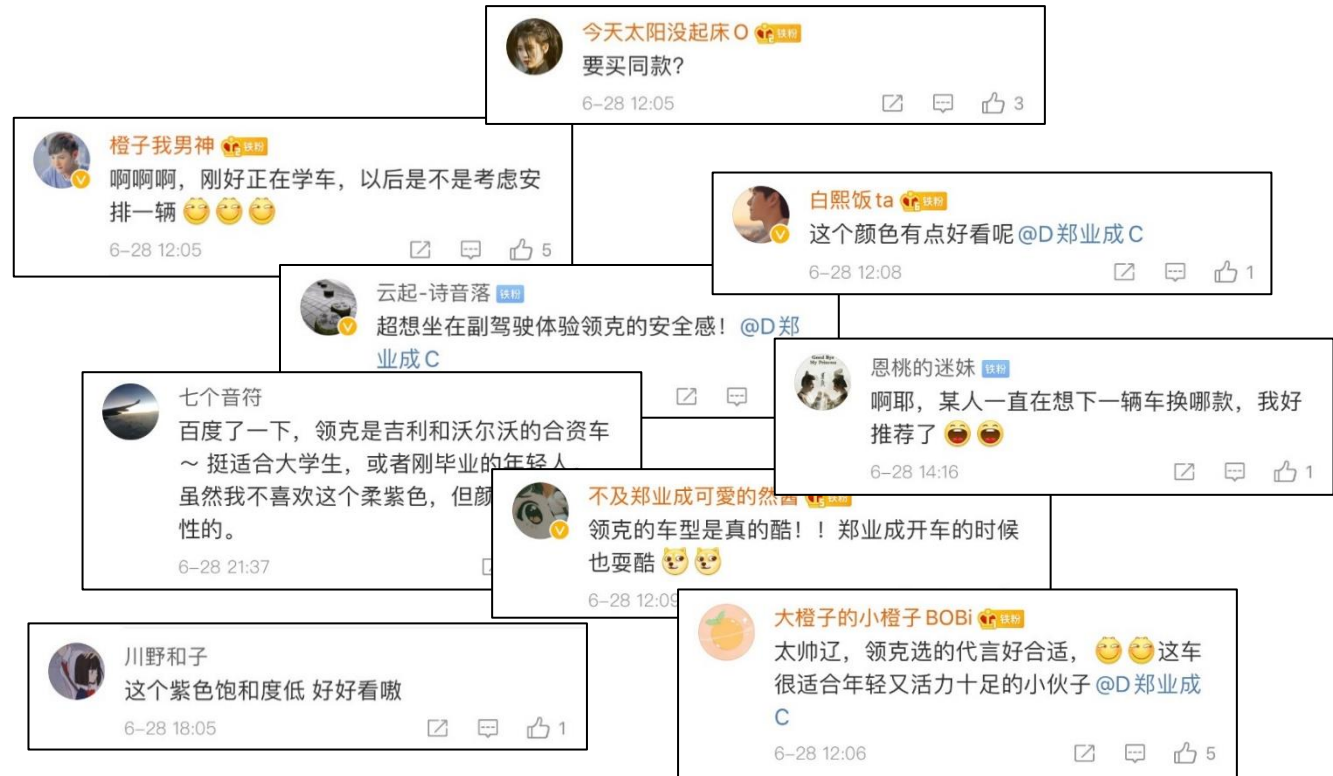 今天太阳没起床O 铁粉
要买同款?
6-28 12:05
3
橙子我男神 铁粉
啊啊啊，刚好正在学车，以后是不是考虑安
排一辆
6-28 12:05
5
白熙饭ta 铁粉
这个颜色有点好看呢@D郑业成C
6-28 12:08
1
云起-诗音落 铁粉
超想坐在副驾驶体验领克的安全感！@D郑
业成C
Good Bye
My Princess
恩桃的迷妹 铁粉
啊耶，某人一直在想下一辆车换哪款，我好
推荐了
6-28 14:16
1
七个音符
百度了一下，领克是吉利和沃尔沃的合资车
～ 挺适合大学生，或者刚毕业的年轻人。
虽然我不喜欢这个柔紫色，但颜
性的。
6-28 21:37
不及郑业成可愛的然酱 铁粉
领克的车型是真的酷！！郑业成开车的时候
也耍酷
6-28 12:09
大橙子的小橙子BOBi 铁粉
太帅辽，领克选的代言好合适，这车
很适合年轻又活力十足的小伙子@D郑业成
C
6-28 12:06
5
川野和子
这个紫色饱和度低 好好看嗷
6-28 18:05
1